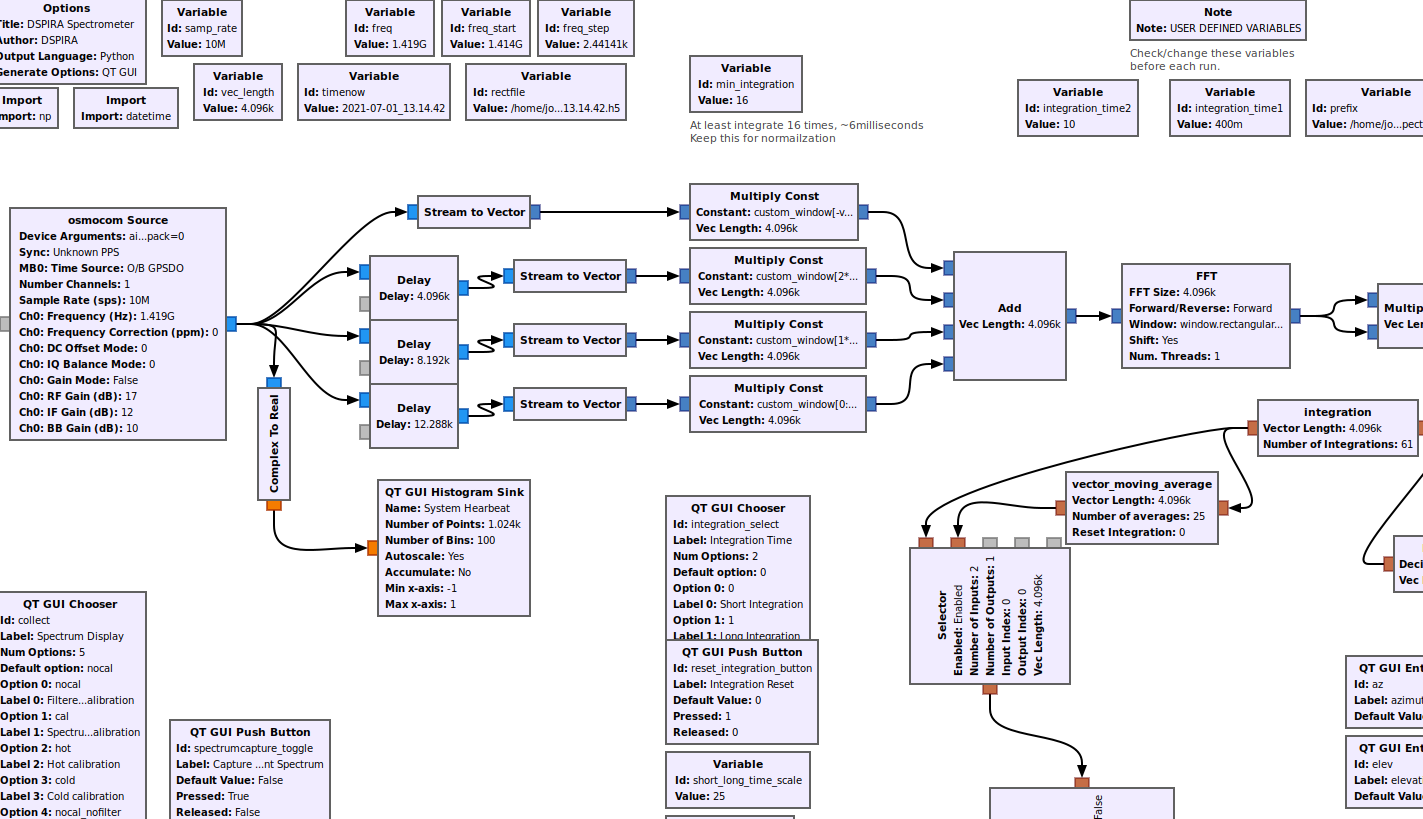 Options
Title: DSPIRA Spectrometer
Author: DSPIRA
Output Language: Python
Generate Options: QT GUI
Variable
Id: samp_rate
Value: 10M
Variable
Id: freq
Value: 1.419G
Variable
Id: freq_start
Value: 1.414G
Variable
Id: freq_step
Value: 2.44141k
Note
Note: USER DEFINED VARIABLES
Check/change these variables
before each run.
Import
Import: np
Import
Import: datetime
Variable
Id: vec_length
Value: 4.096k
Variable
Id: timenow
Value: 2021-07-01_13.14.42
Variable
Id: rectfile
Value: /home/jo...13.14.42.h5
Variable
Id: min_integration
Value: 16
At least integrate 16 times, ~6milliseconds
Keep this for normailzation
Variable
Id: integration_time2
Value: 10
Variable
Id: integration_time1
Value: 400m
Variable
Id: prefix
Value: /home/jo...pect
osmocom Source
Device Arguments: ai...pack=0
Sync: Unknown PPS
MB0: Time Source: O/B GPSDO
Number Channels: 1
Sample Rate (sps): 10M
Ch0: Frequency (Hz): 1.419G
Ch0: Frequency Correction (ppm): 0
Ch0: DC Offset Mode: 0
Ch0: IQ Balance Mode: 0
Ch0: Gain Mode: False
Ch0: RF Gain (dB): 17
Ch0: IF Gain (dB): 12
Ch0: BB Gain (dB): 10
Stream to Vector
Delay
Delay: 4.096k
Stream to Vector
Delay
Delay: 8.192k
Stream to Vector
Delay
Delay: 12.288k
Stream to Vector
Multiply Const
Constant: custom_window[-v...
Vec Length: 4.096k
Multiply Const
Constant: custom_window[2*...
Vec Length: 4.096k
Multiply Const
Constant: custom_window[1*...
Vec Length: 4.096k
Multiply Const
Constant: custom_window[0:...
Vec Length: 4.096k
Add
Vec Length: 4.096k
FFT
FFT Size: 4.096k
Forward/Reverse: Forward
Window: window.rectangular...
Shift: Yes
Num. Threads: 1
Multip
Vec Ler
Complex To Real
integration
Vector Length: 4.096k
Number of Integrations: 61
vector_moving_average
Vector Length: 4.096k
Number of averages: 25
Reset Integration: 0
QT GUI Histogram Sink
Name: System Hearbeat
Number of Points: 1.024k
Number of Bins: 100
Autoscale: Yes
Accumulate: No
Min x-axis: -1
Max x-axis: 1
QT GUI Chooser
Id: integration_select
Label: Integration Time
Num Options: 2
Default option: 0
Option 0: 0
Label 0: Short Integration
Option 1: 1
Label 1: Long Integration
Selector
Enabled: Enabled
Number of Inputs: 2
Number of Outputs: 1
Input Index: 0
Output Index: 0
Vec Length: 4.096k
Deci
Vec l
QT GUI Chooser
Id: collect
Label: Spectrum Display
Num Options: 5
Default option: nocal
Option 0: nocal
Label 0: Filtere...alibration
Option 1: cal
Label 1: Spectru...alibration
Option 2: hot
Label 2: Hot calibration
Option 3: cold
Label 3: Cold calibration
Option 4: nocal_nofilter
QT GUI Push Button
Id: spectrumcapture_toggle
Label: Capture ...nt Spectrum
Default Value: False
Pressed: True
Released: False
QT GUI Push Button
Id: reset_integration_button
Label: Integration Reset
Default Value: 0
Pressed: 1
Released: 0
Variable
Id: short_long_time_scale
Value: 25
False
QT GUI Ent
Id: az
Label: azimut
Default Value
QT GUI Ent
Id: elev
Label: elevati
Default Value